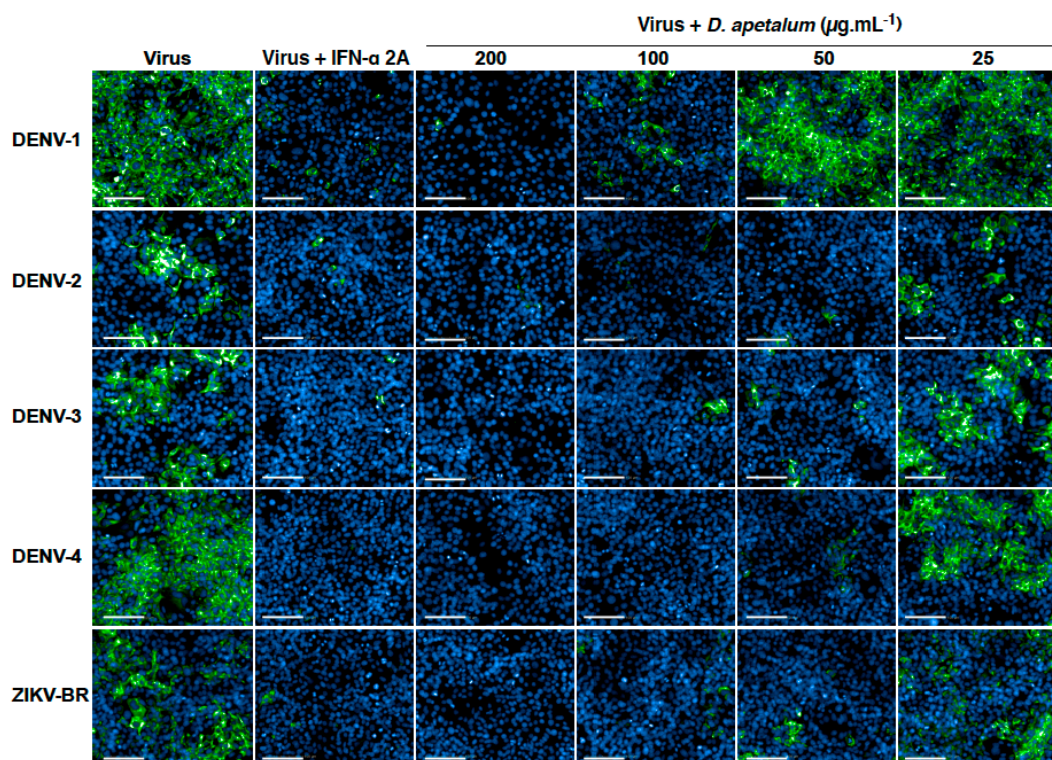 Virus + D. apetalum (µg.mL-1)
Virus Virus + IFN-α 2A 200 100 50 25
DENV-1
DENV-2
DENV-3
DENV-4
ZIKV-BR